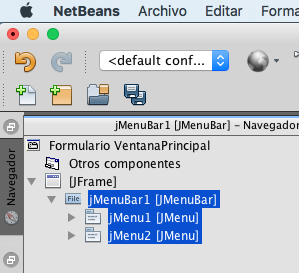 NetBeans Archivo Editar Forma
<default conf...
jMenuBar1 [JMenuBar] - Navegador
Navegador
Formulario VentanaPrincipal
Otros componentes
[JFrame]
File jMenuBar1 [JMenuBar]
jMenu1 [JMenu]
jMenu2 [JMenu]